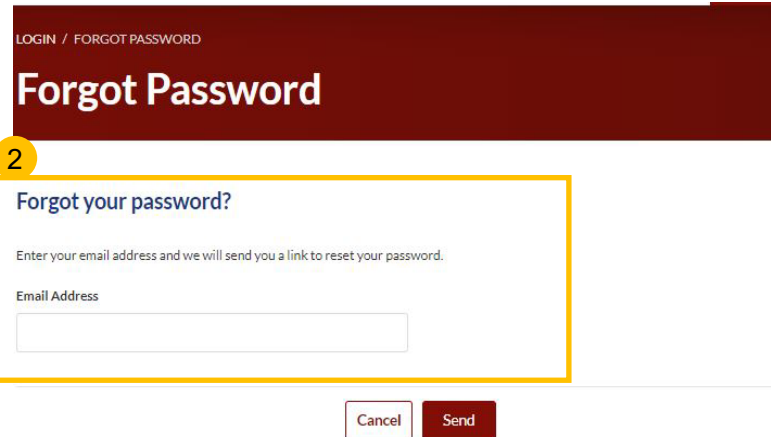 LOGIN / FORGOT PASSWORD
Forgot Password
2
Forgot your password?
Enter your email address and we will send you a link to reset your password.
Email Address
Cancel Send